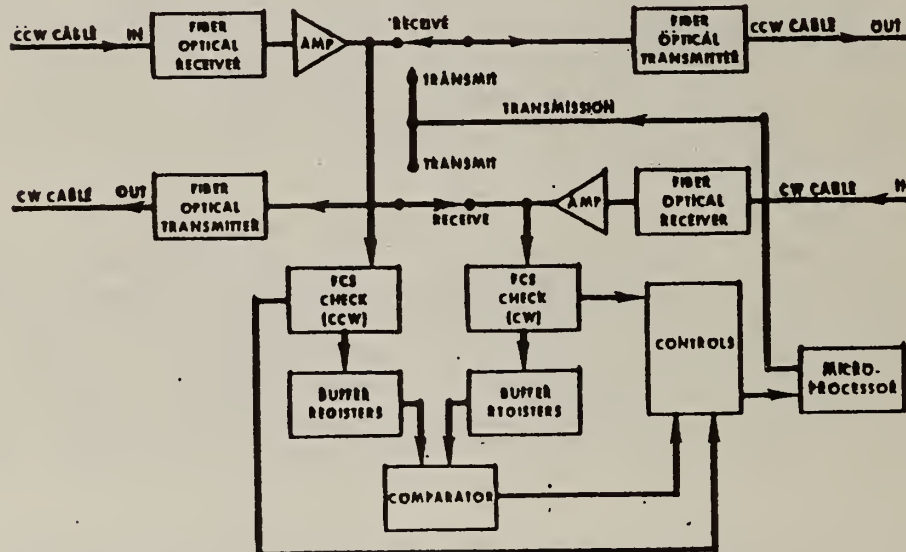 CCW CABLE IN
FIBER
OPTICAL
RECEIVER
AMP
RECEIVE
FIBER
OPTICAL
TRANSMITTER
CCW CABLE OUT
TRANSMIT
TRANSMISSION
TRANSMIT
CW CABLE OUT
FIBER
OPTICAL
TRANSMITTER
RECEIVE
AMP
FIBER
OPTICAL
RECEIVER
CW CABLE IN
FCS
CHECK
(CCW)
FCS
CHECK
(CW)
CONTROLS
MICRO-
PROCESSOR
BUFFER
REGISTERS
BUFFER
REGISTERS
COMPARATOR